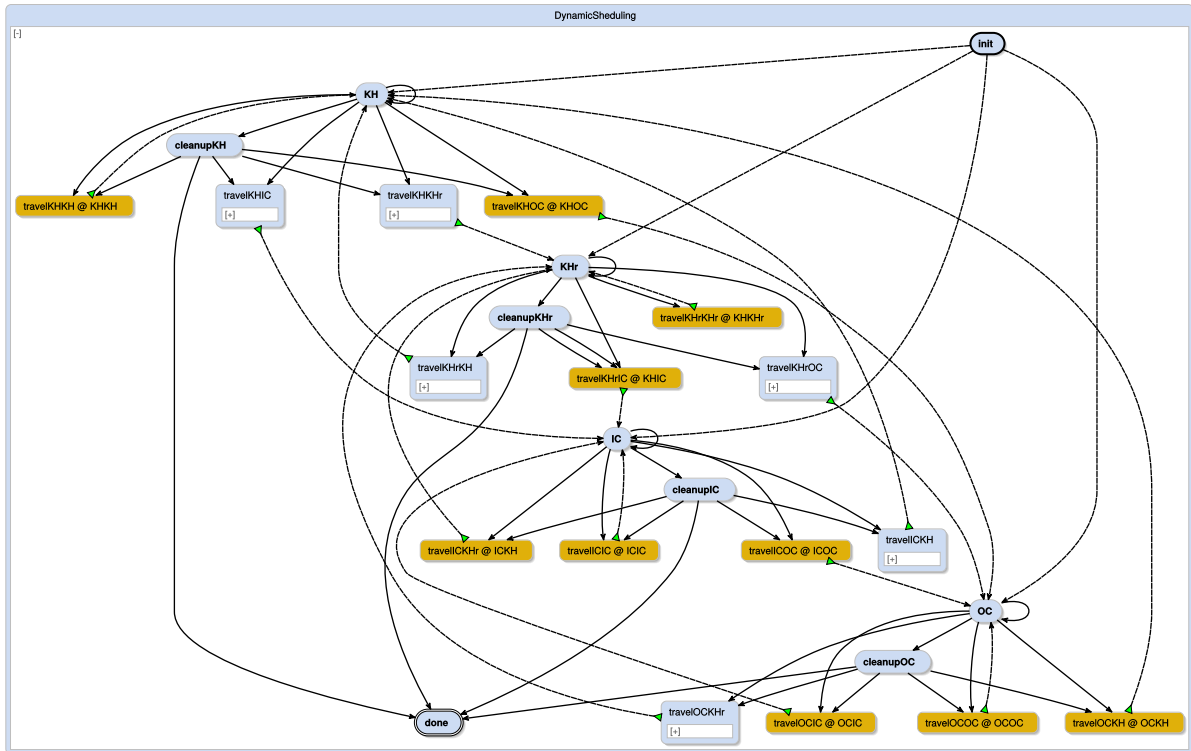 DynamicSheduling
[-]
init
KH
cleanupKH
travelKHKH @ KHKH
travelKHIC
[+]
travelKHKHr
[+]
travelKHOC @ KHOC
KHr
cleanupKHr
travelKHrKHr @ KHKHr
travelKHrKH
[+]
travelKHrIC @ KHIC
travelKHrOC
[+]
IC
cleanupIC
travelICKHr @ ICKH
travelICIC @ ICIC
travelICOC @ ICOC
travelICKH
[+]
OC
cleanupOC
done
travelOCKHr
[+]
travelOCIC @ OCIC
travelOCOC @ OCOC
travelOCKH @ OCKH